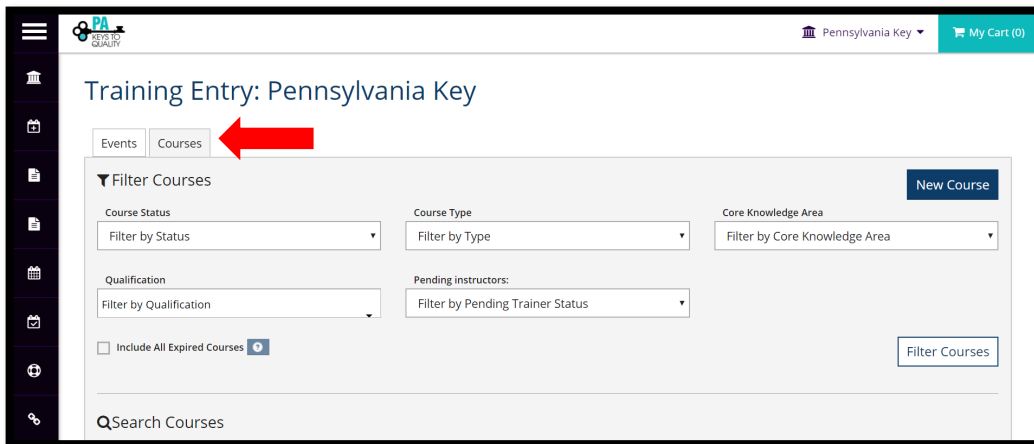 PA
KEYS TO
QUALITY
Pennsylvania Key
My Cart (0)
Training Entry: Pennsylvania Key
Events Courses
Filter Courses
New Course
Course Status Course Type Core Knowledge Area
Filter by Status Filter by Type Filter by Core Knowledge Area
Qualification Pending instructors:
Filter by Qualification Filter by Pending Trainer Status
Include All Expired Courses ?
Filter Courses
Search Courses